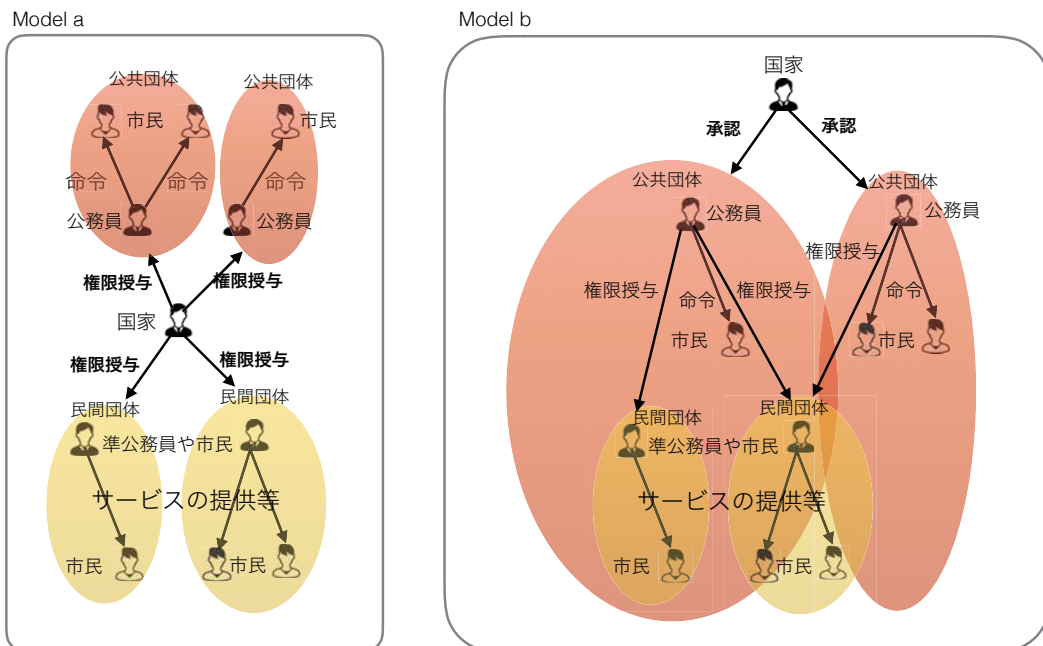 Model a
公共団体
公共団体
市民
市民
命令
命令
命令
公務員
公務員
権限授与
権限授与
国家
権限授与
権限授与
民間団体
民間団体
準公務員や市民
サービスの提供等
市民
市民
Model b
国家
承認
承認
公共団体
公共団体
公務員
公務員
権限授与
権限授与
権限授与
命令
命令
市民
市民
民間団体
民間団体
準公務員や市民
サービスの提供等
市民
市民